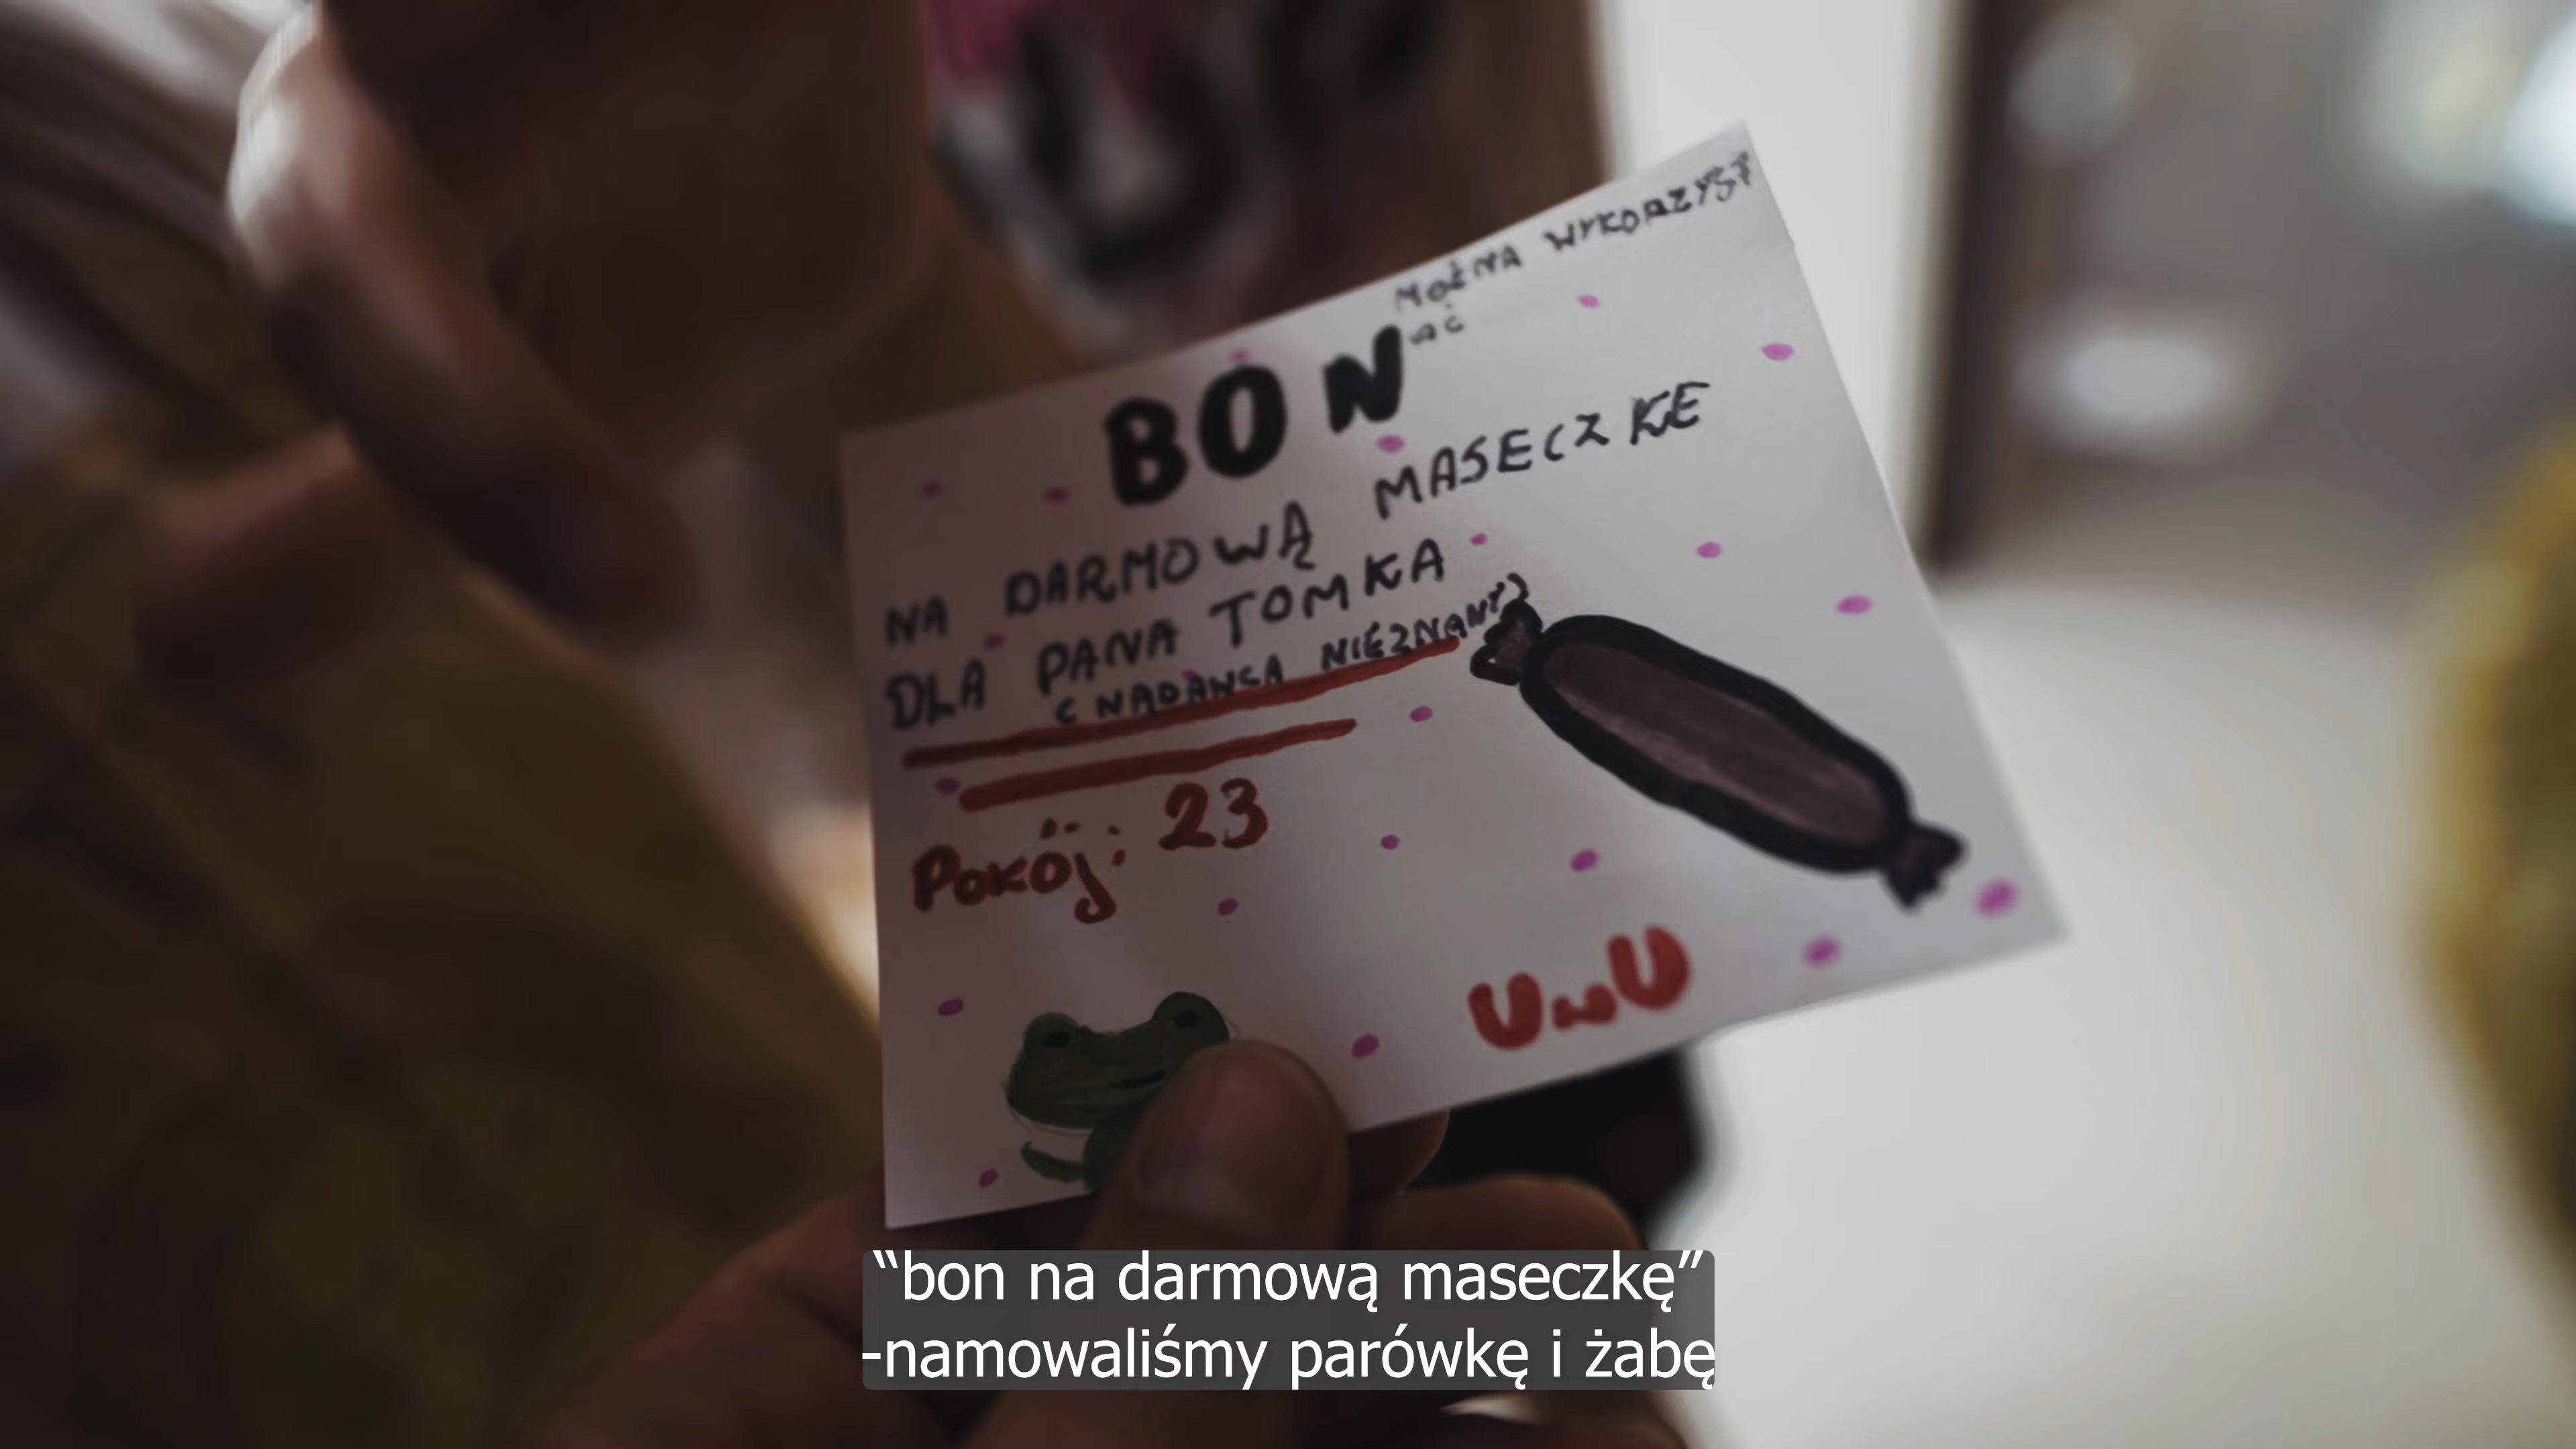 MOŻNA WYKORZYST
AĆ
BON
NA DARMOWĄ MASECZKE
DLA PANA TOMKA
( NADAWCA NIEZNANY)
Pokój: 23
UwU
“bon na darmową maseczkę”
-namowaliśmy parówkę i żabę